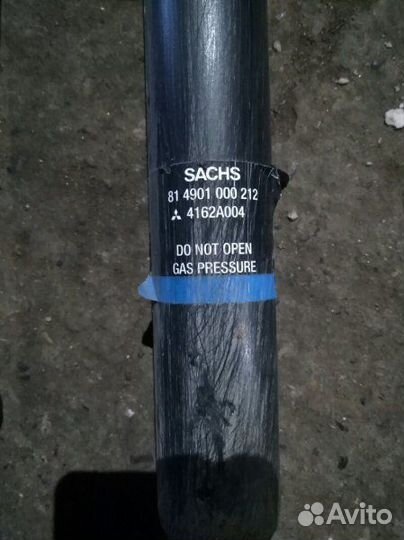 SACHS
81 4901 000 212
4162A004
DO NOT OPEN
GAS PRESSURE
Avito